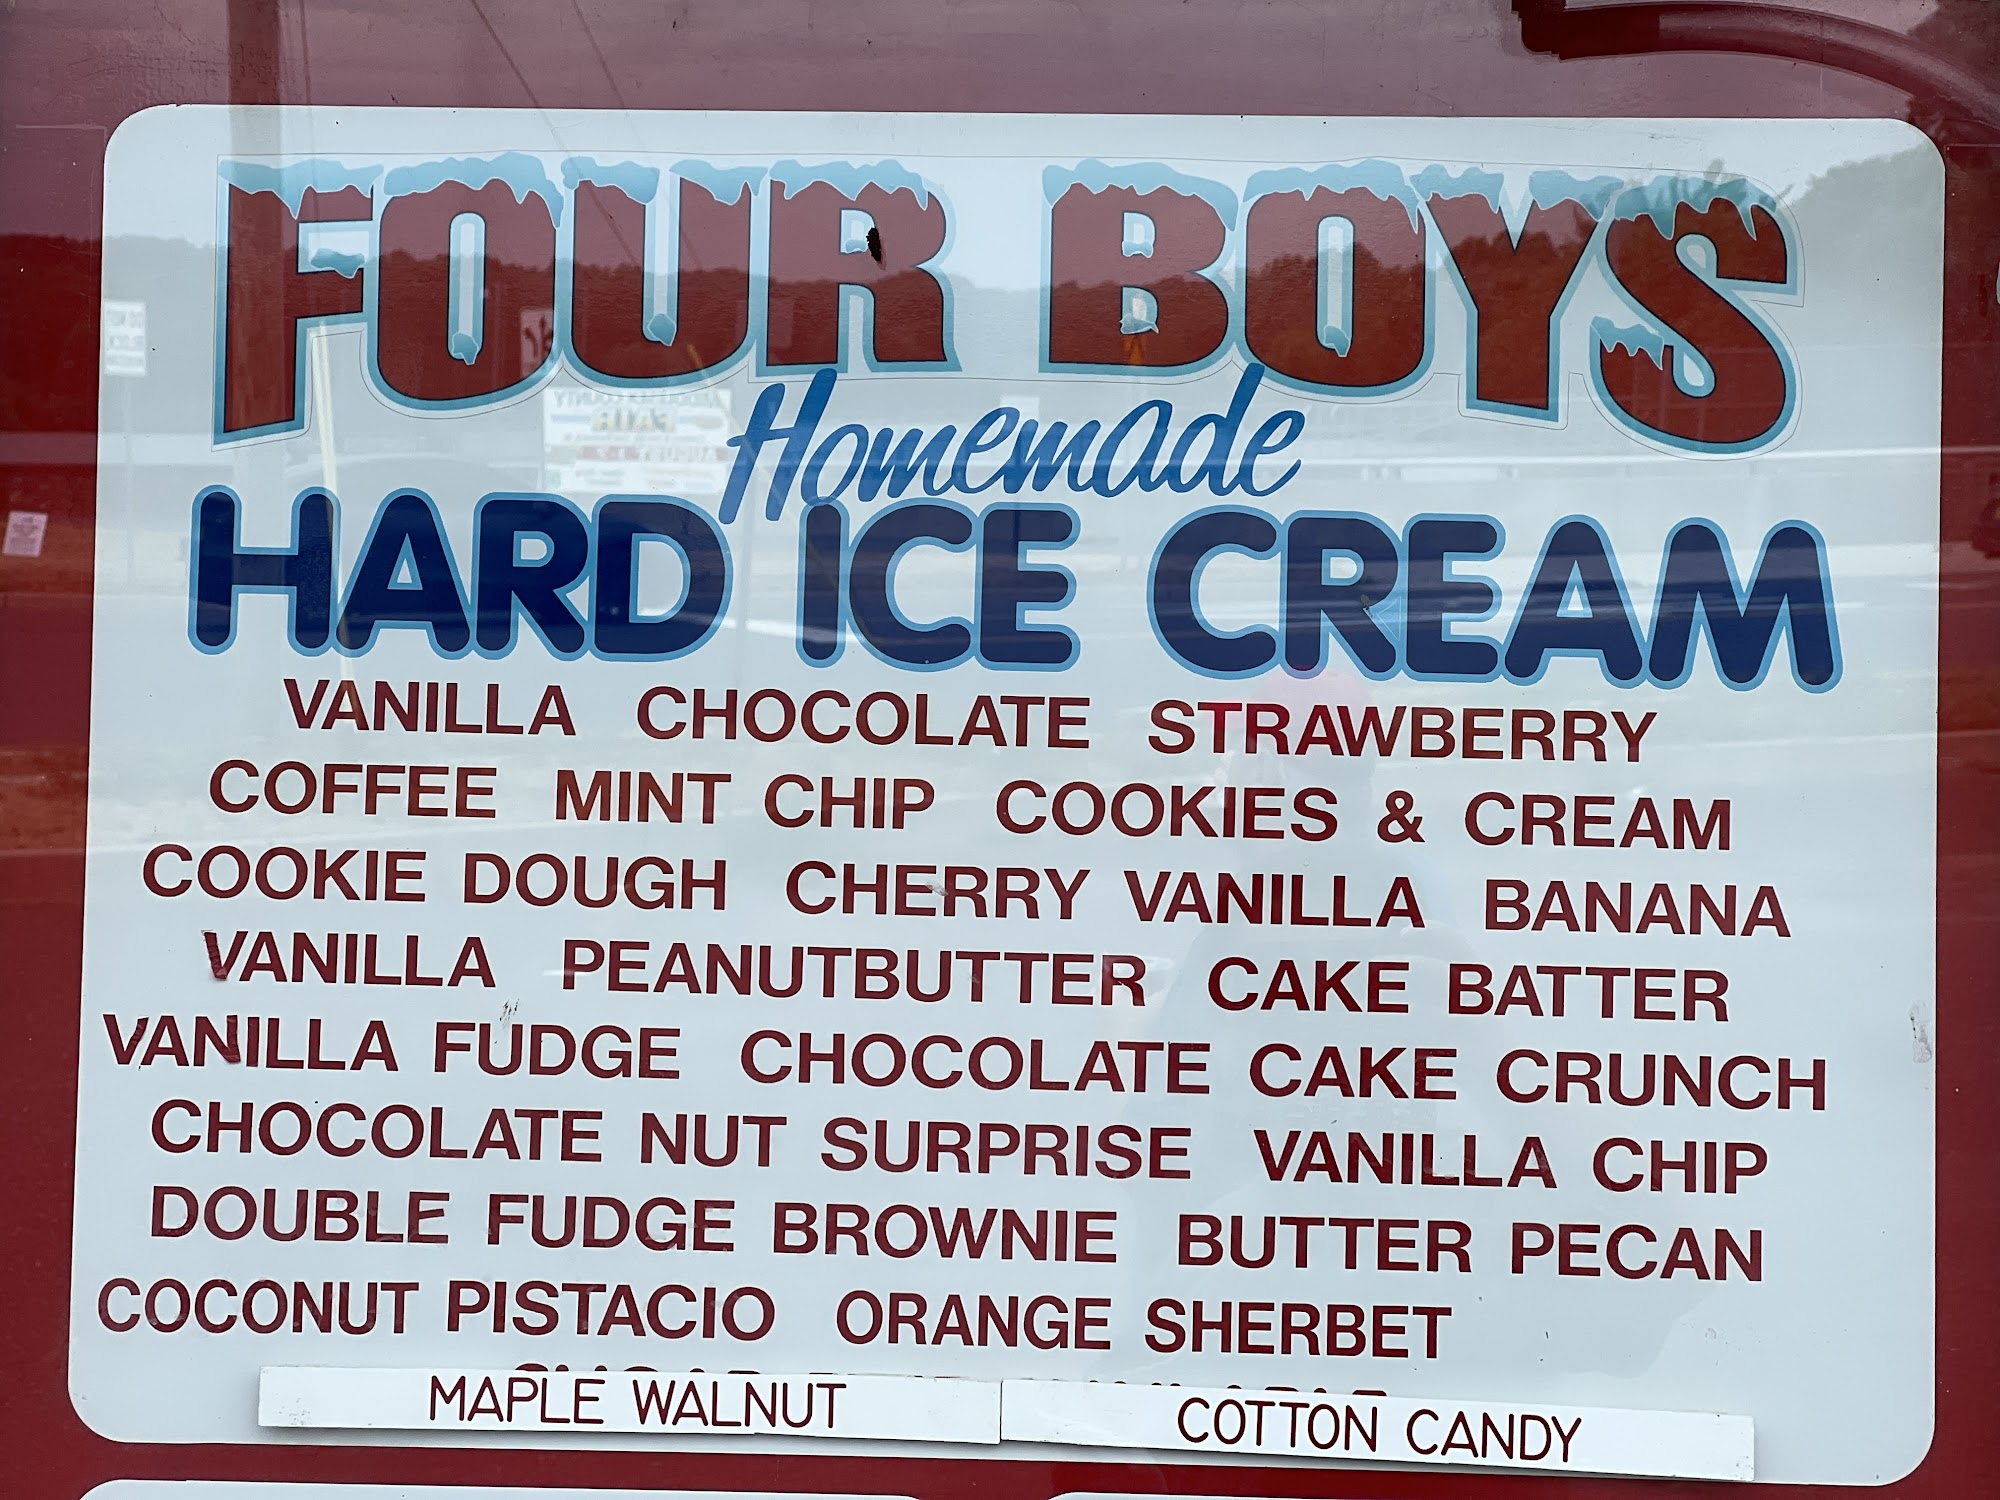 FOUR BOYS
Homemade
HARD ICE CREAM
VANILLA CHOCOLATE STRAWBERRY
COFFEE MINT CHIP COOKIES & CREAM
COOKIE DOUGH CHERRY VANILLA BANANA
VANILLA PEANUTBUTTER CAKE BATTER
VANILLA FUDGE CHOCOLATE CAKE CRUNCH
CHOCOLATE NUT SURPRISE VANILLA CHIP
DOUBLE FUDGE BROWNIE BUTTER PECAN
COCONUT PISTACIO ORANGE SHERBET
MAPLE WALNUT COTTON CANDY